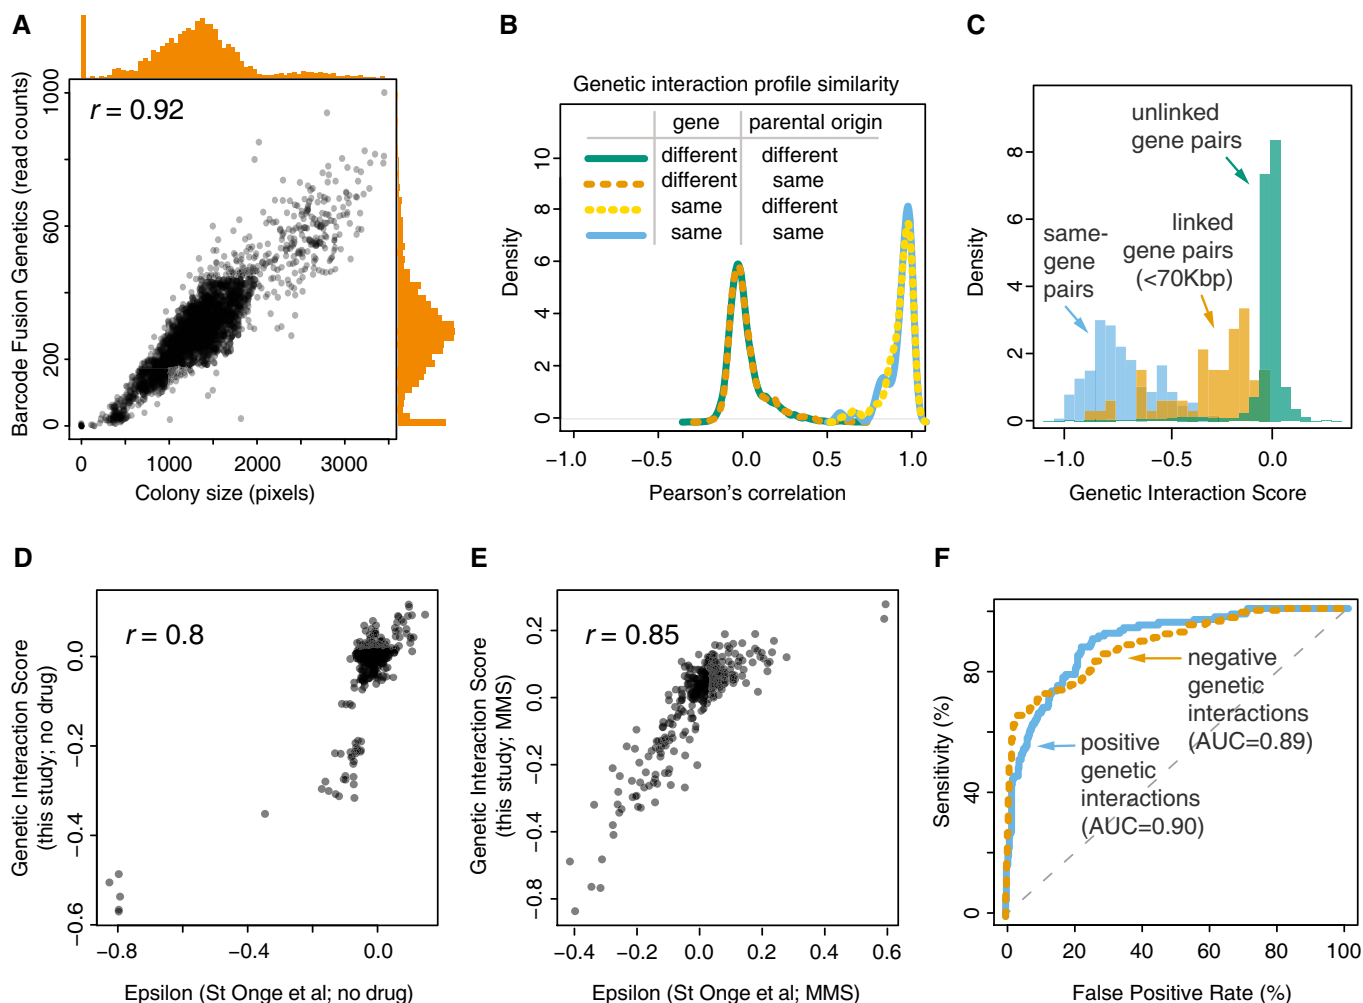 A
Barcode Fusion Genetics (read counts)
1000
600
200
0
r = 0.92
0 1000 2000 3000
Colony size (pixels)
B
Genetic interaction profile similarity
gene parental origin
different different
different same
same different
same same
Density
10
8
6
4
2
0
−1.0 −0.5 0.0 0.5 1.0
Pearson's correlation
C
unlinked
gene pairs
linked
gene pairs
(<70Kbp)
same-
gene
pairs
Density
8
6
4
2
0
−1.0 −0.5 0.0
Genetic Interaction Score
D
r = 0.8
Genetic Interaction Score
(this study; no drug)
0.0
−0.2
−0.4
−0.6
−0.8 −0.4 0.0
Epsilon (St Onge et al; no drug)
E
r = 0.85
Genetic Interaction Score
(this study; MMS)
0.2
0.0
−0.2
−0.4
−0.8
−0.4 −0.2 0.0 0.2 0.4 0.6
Epsilon (St Onge et al; MMS)
F
Sensitivity (%)
80
40
0
negative
genetic
interactions
(AUC=0.89)
positive
genetic
interactions
(AUC=0.90)
0 20 40 60 80 100
False Positive Rate (%)